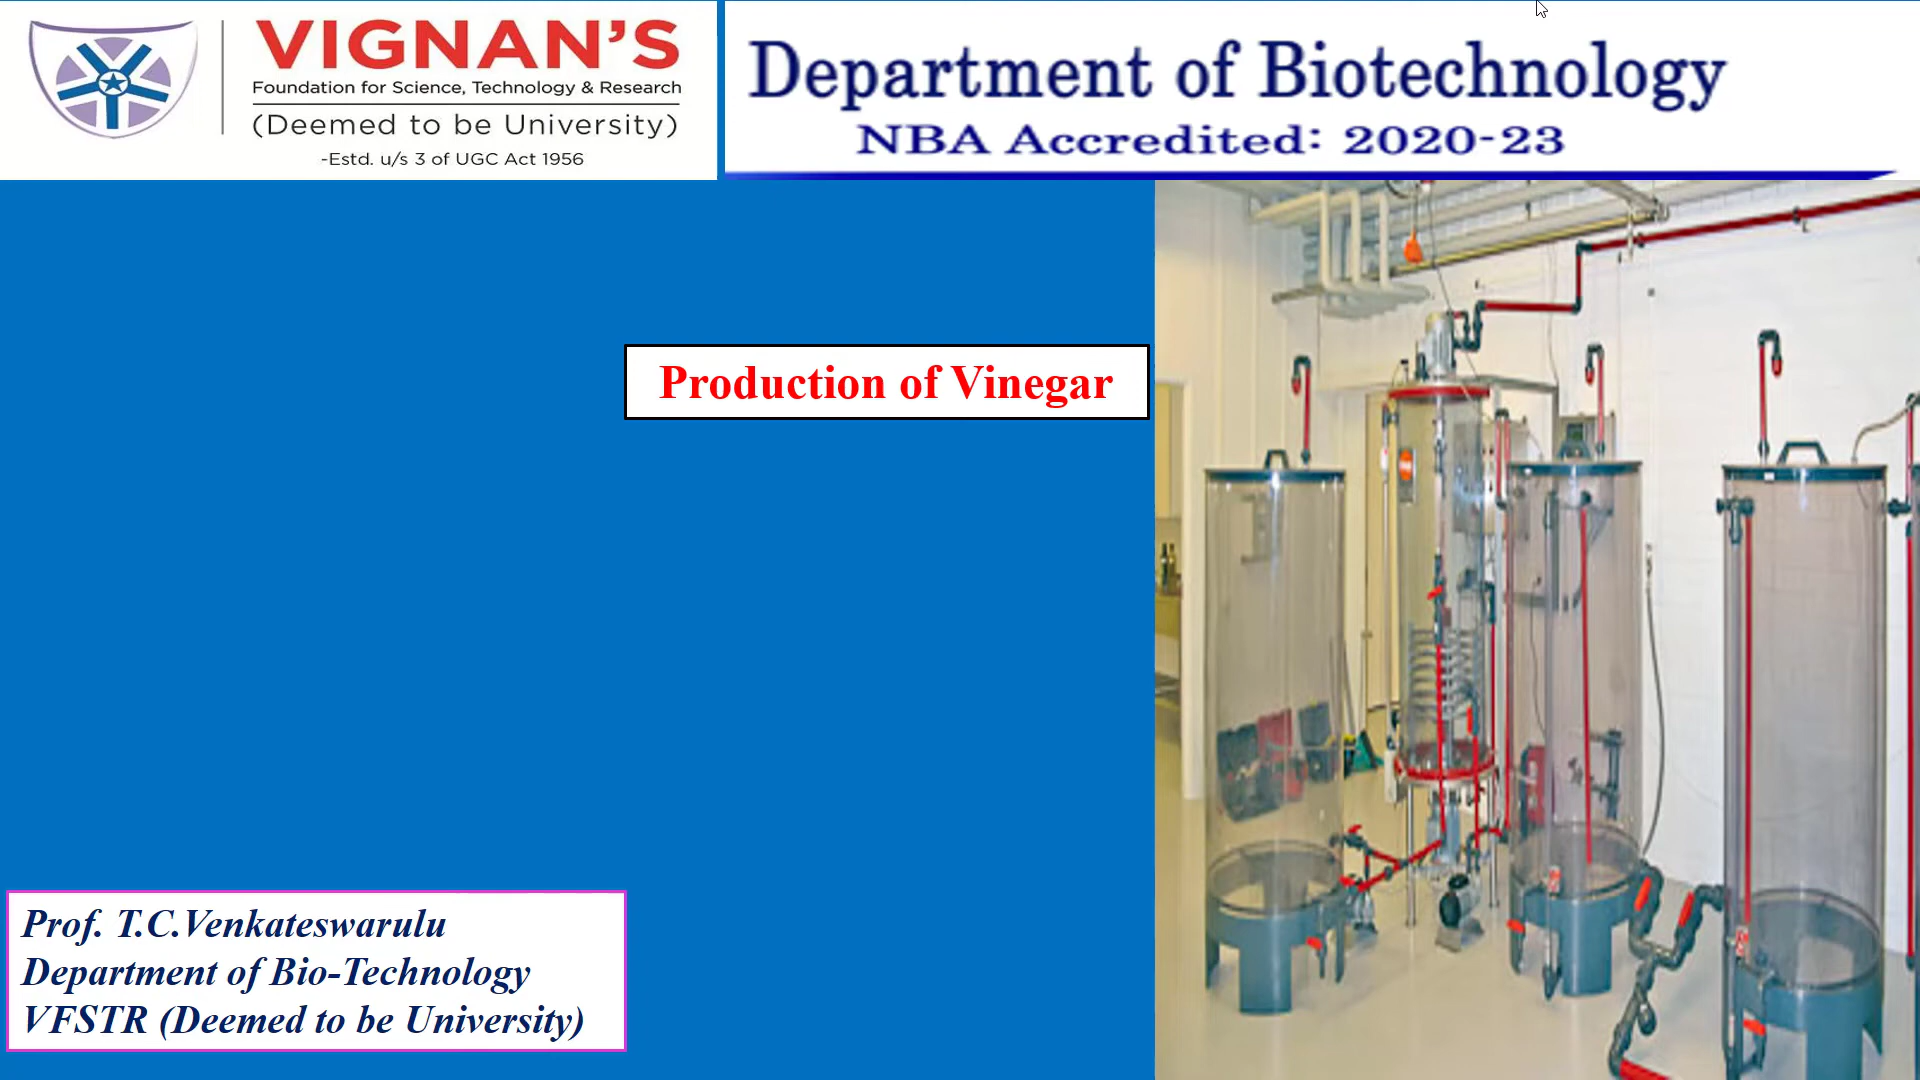 VIGNAN'S
Foundation for Science, Technology & Research
(Deemed to be University)
-Estd. u/s 3 of UGC Act 1956
Department of Biotechnology
NBA Accredited: 2020-23
Production of Vinegar
Prof. T.C.Venkateswarulu
Department of Bio-Technology
VFSTR (Deemed to be University)